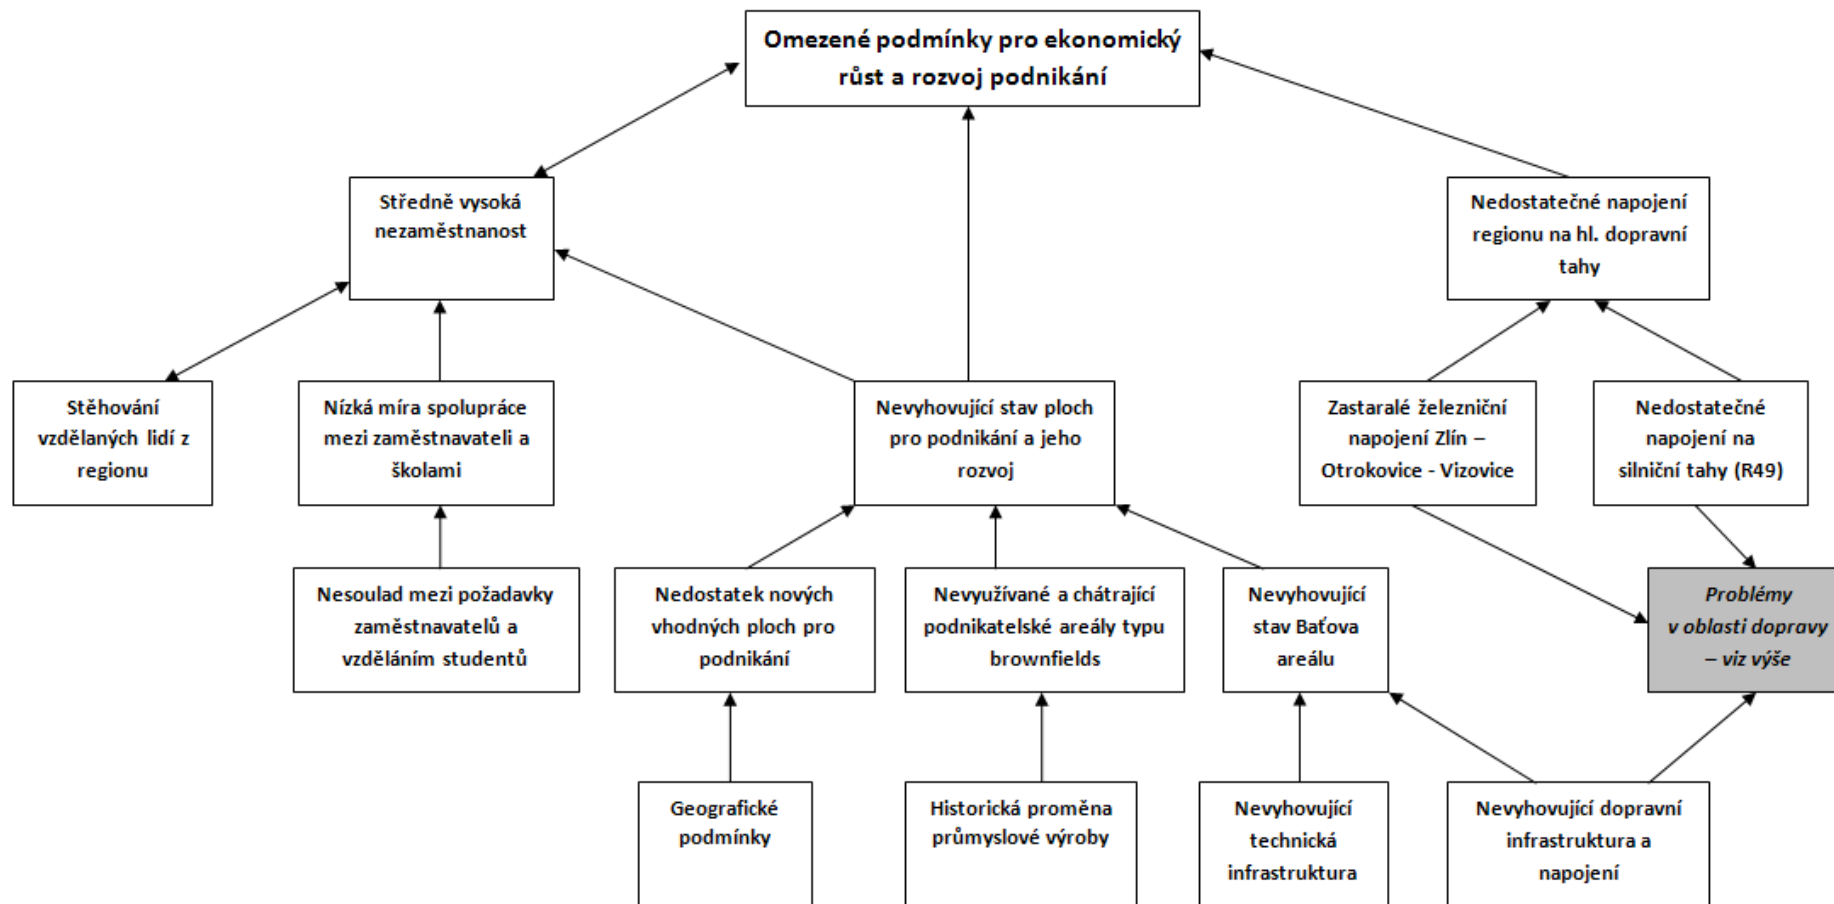 Omezené podmínky pro ekonomický
růst a rozvoj podnikání
Středně vysoká
nezaměstnanost
Nedostatečné napojení
regionu na hl. dopravní
tahy
Stěhování
vzdělaných lidí z
regionu
Nízká míra spolupráce
mezi zaměstnavateli a
školami
Nevyhovující stav ploch
pro podnikání a jeho
rozvoj
Zastaralé železniční
napojení Zlín –
Otrokovice - Vizovice
Nedostatečné
napojení na
silniční tahy (R49)
Nesoulad mezi požadavky
zaměstnavatelů a
vzděláním studentů
Nedostatek nových
vhodných ploch pro
podnikání
Nevyužívané a chátrající
podnikatelské areály typu
brownfields
Nevyhovující
stav Baťova
areálu
Problémy
v oblasti dopravy
– viz výše
Geografické
podmínky
Historická proměna
průmyslové výroby
Nevyhovující
technická
infrastruktura
Nevyhovující dopravní
infrastruktura a
napojení